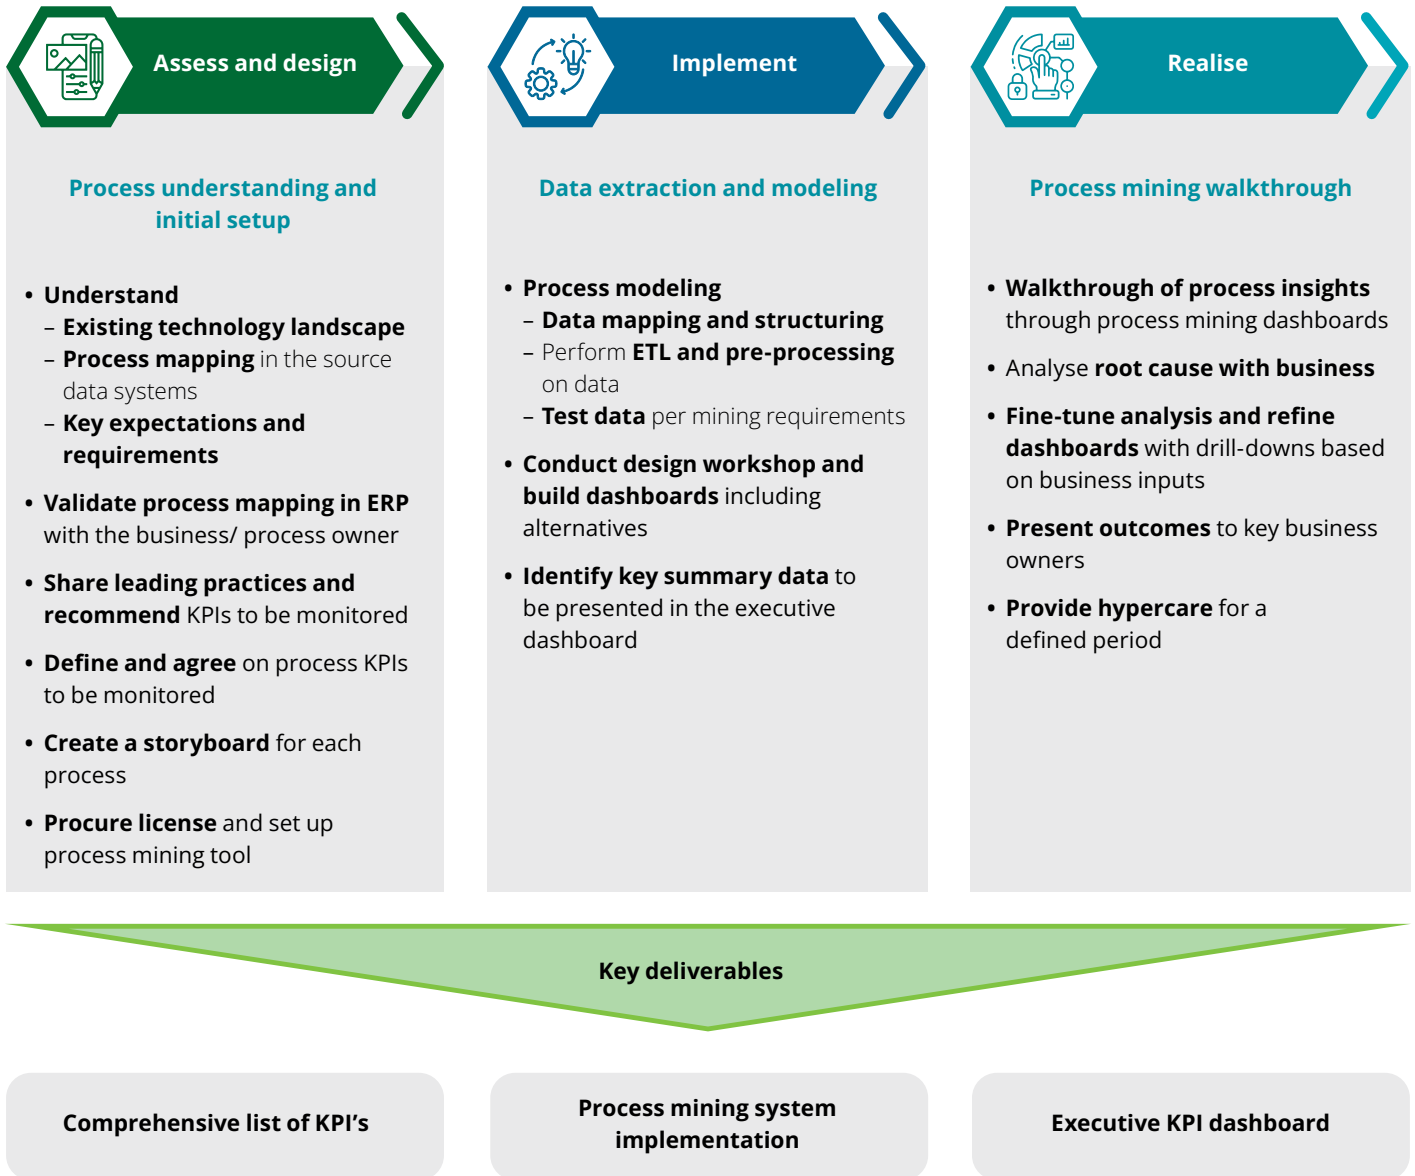 Assess and design
Process understanding and
initial setup
• Understand
– Existing technology landscape
– Process mapping in the source
data systems
– Key expectations and
requirements
• Validate process mapping in ERP
with the business/ process owner
• Share leading practices and
recommend KPIs to be monitored
• Define and agree on process KPIs
to be monitored
• Create a storyboard for each
process
• Procure license and set up
process mining tool
Implement
Data extraction and modeling
• Process modeling
– Data mapping and structuring
– Perform ETL and pre-processing
on data
– Test data per mining requirements
• Conduct design workshop and
build dashboards including
alternatives
• Identify key summary data to
be presented in the executive
dashboard
Realise
Process mining walkthrough
• Walkthrough of process insights
through process mining dashboards
• Analyse root cause with business
• Fine-tune analysis and refine
dashboards with drill-downs based
on business inputs
• Present outcomes to key business
owners
• Provide hypercare for a
defined period
Key deliverables
Comprehensive list of KPI’s
Process mining system
implementation
Executive KPI dashboard